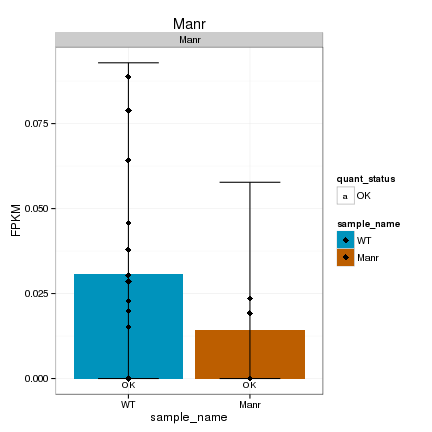 Manr
Manr
0.075
0.050
0.025
0.000
FPKM
OK
OK
WT
Manr
sample_name
quant_status
a OK
sample_name
WT
Manr